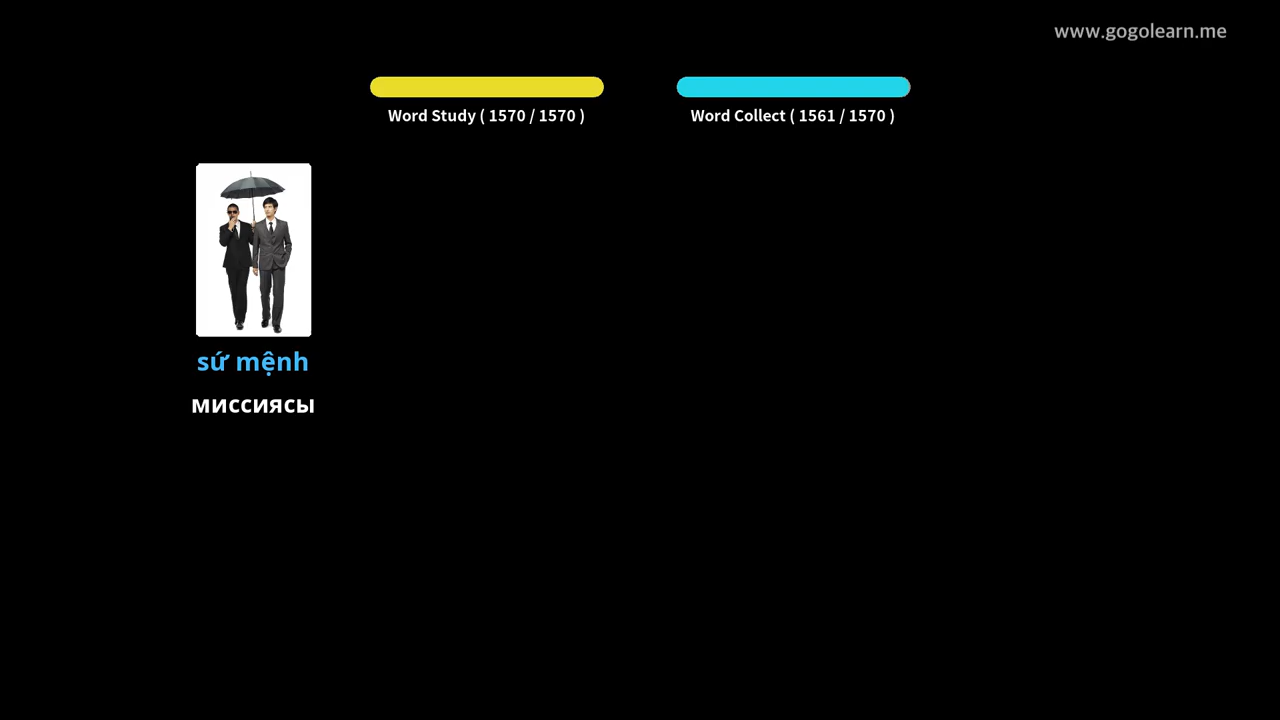 www.gogolearn.me
Word Study ( 1570 / 1570 )
Word Collect ( 1561 / 1570 )
sứ mệnh
миссиясы